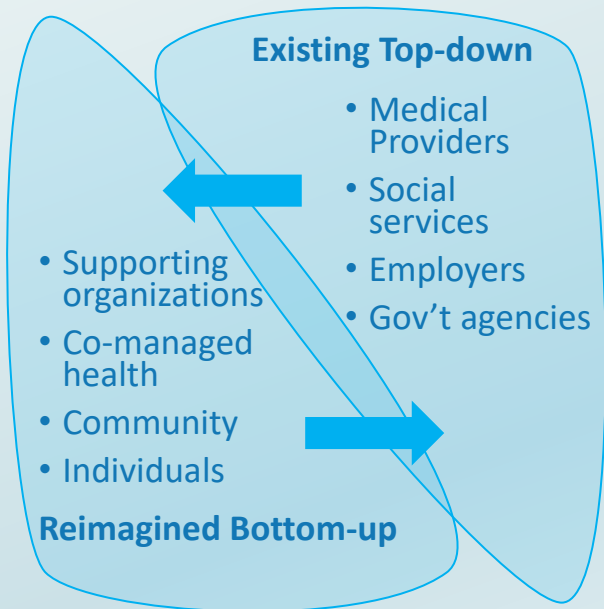 Existing Top-down
• Medical
Providers
• Social
services
• Employers
• Gov’t agencies
• Supporting
organizations
• Co-managed
health
• Community
• Individuals
Reimagined Bottom-up